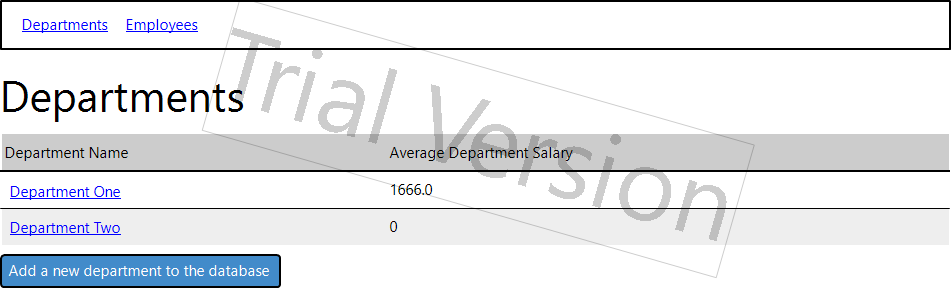 Departments Employees
Departments
Department Name Average Department Salary
Department One 1666.0
Department Two 0
Add a new department to the database
Trial Version